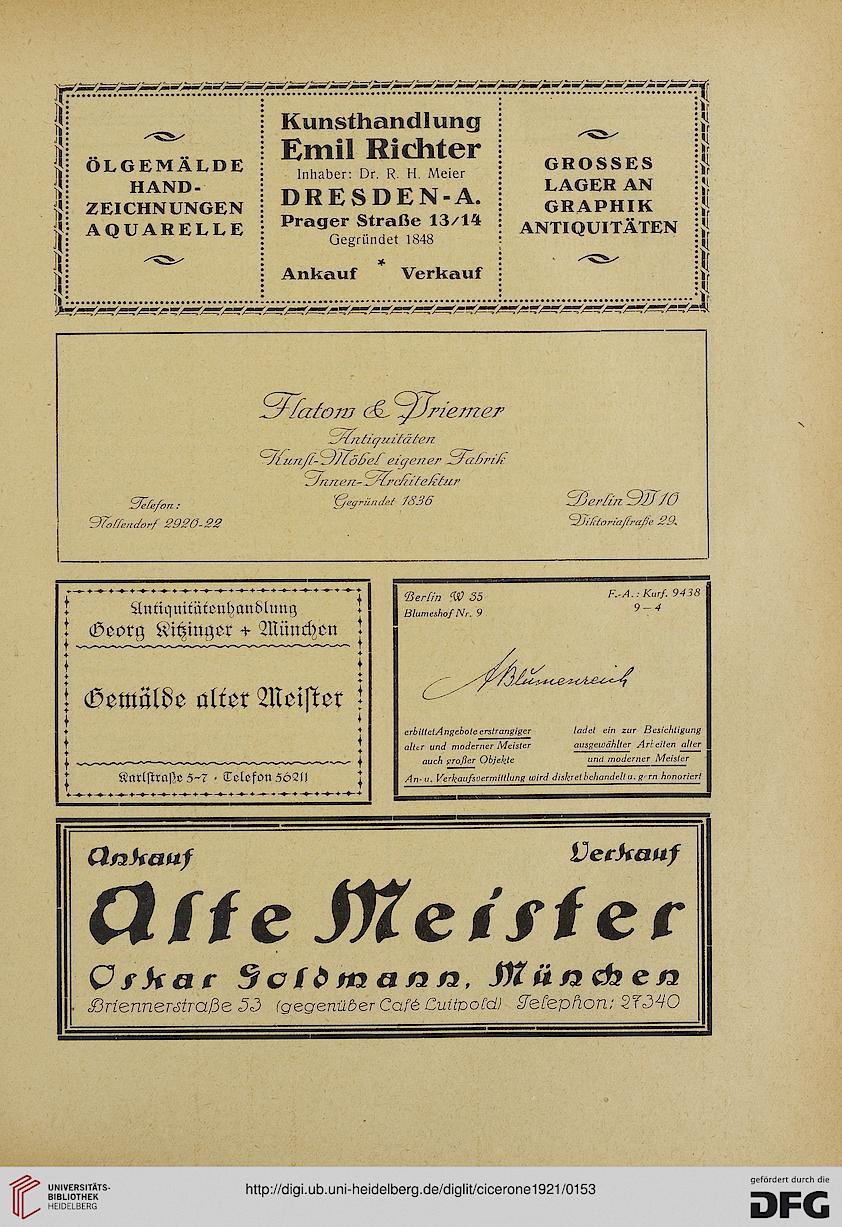 ÖLGEMÄLDE
HAND-
ZEICHNUNGEN
AQUARELLE
Kunsthandlung
Emil Richter
Inhaber: Dr. R. H. Meier
DRESDEN-A.
Prager Straße 13/14
Gegründet 1848
Ankauf * Verkauf
GROSSES
LAGER AN
GRAPHIK
ANTIQUITÄTEN
Flatow & Priemer
Antiquitäten
Kunst-Möbel eigener Fabrik
Innen-Architektur
Gegründet 1836
Telefon:
Nollendorf 2920-22
Berlin W 10
Viktoriastraße 29.
Antiquitätenhandlung
Georg Kitzinger + München
Gemälde alter Meister
Karlstraße 5-7 • Telefon 56211
Berlin W 35
Blumeshof Nr. 9
F.-A.: Kurf. 9438
9—4
ABlumenreich
erbittet Angebote erstrangiger
alter und moderner Meister
auch großer Objekte
ladet ein zur Besichtigung
ausgewählter Arbeiten alter
und moderner Meister
An- u. Verkaufsvermittlung wird diskret behandelt u. gern honoriert
Ankauf Verkauf
Alte Meister
Oskar Goldmann, München
Briennerstraße 53 (gegenüber Café Luitpold) Telephon: 27340
UNIVERSITÄTS-
BIBLIOTHEK
HEIDELBERG
http://digi.ub.uni-heidelberg.de/diglit/cicerone1921/0153
gefördert durch die
DFG